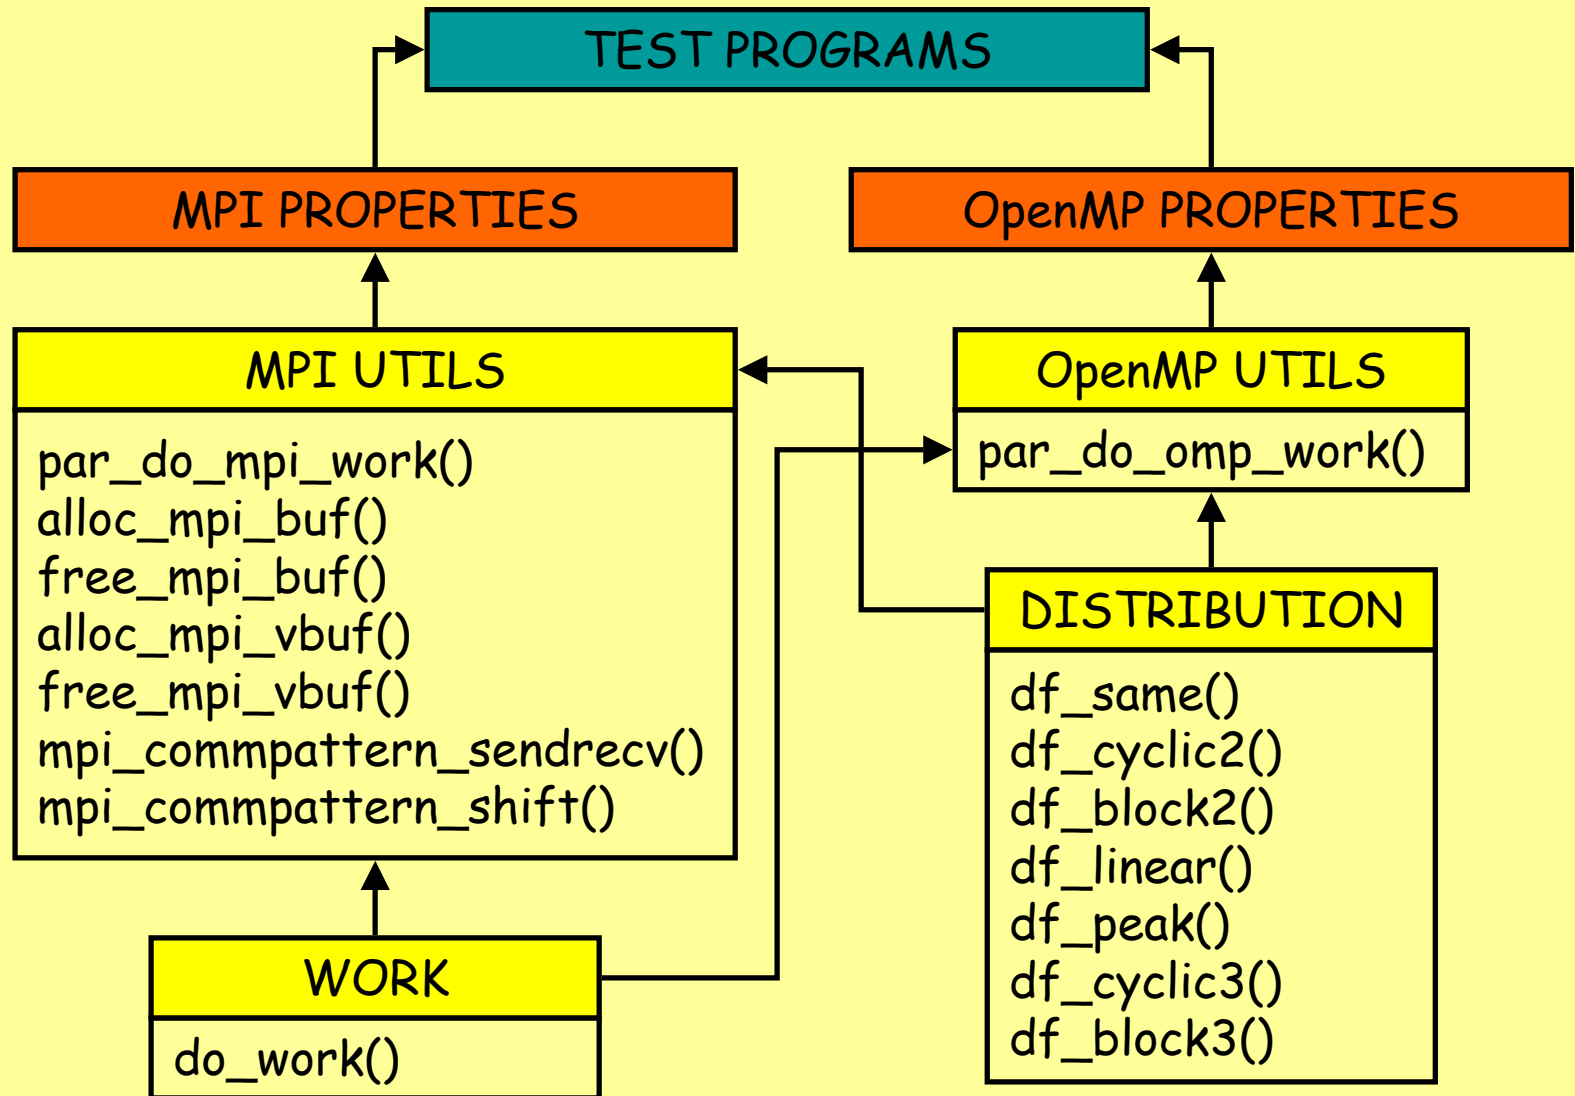 TEST PROGRAMS
MPI PROPERTIES
OpenMP PROPERTIES
MPI UTILS
par_do_mpi_work()
alloc_mpi_buf()
free_mpi_buf()
alloc_mpi_vbuf()
free_mpi_vbuf()
mpi_commpattern_sendrecv()
mpi_commpattern_shift()
OpenMP UTILS
par_do_omp_work()
DISTRIBUTION
df_same()
df_cyclic2()
df_block2()
df_linear()
df_peak()
df_cyclic3()
df_block3()
WORK
do_work()